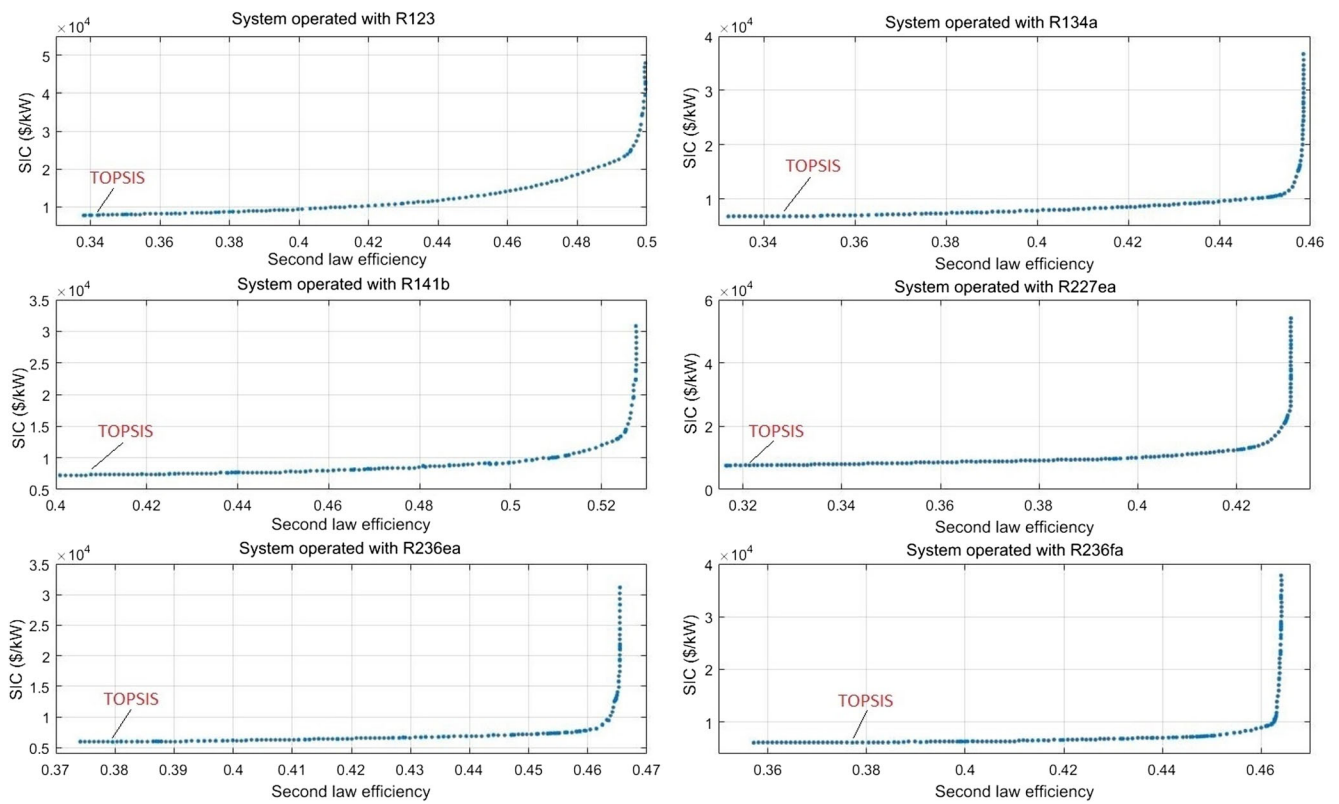 System operated with R123
×10⁴
5
4
3
2
1
SIC ($/kW)
TOPSIS
0.34 0.36 0.38 0.4 0.42 0.44 0.46 0.48 0.5
Second law efficiency
System operated with R134a
×10⁴
4
3
2
1
SIC ($/kW)
TOPSIS
0.34 0.36 0.38 0.4 0.42 0.44 0.46
Second law efficiency
System operated with R141b
×10⁴
3.5
3
2.5
2
1.5
1
0.5
SIC ($/kW)
TOPSIS
0.4 0.42 0.44 0.46 0.48 0.5 0.52
Second law efficiency
System operated with R227ea
×10⁴
6
4
2
0
SIC ($/kW)
TOPSIS
0.32 0.34 0.36 0.38 0.4 0.42
Second law efficiency
System operated with R236ea
×10⁴
3.5
3
2.5
2
1.5
1
0.5
SIC ($/kW)
TOPSIS
0.37 0.38 0.39 0.4 0.41 0.42 0.43 0.44 0.45 0.46 0.47
Second law efficiency
System operated with R236fa
×10⁴
4
3
2
1
SIC ($/kW)
TOPSIS
0.36 0.38 0.4 0.42 0.44 0.46
Second law efficiency